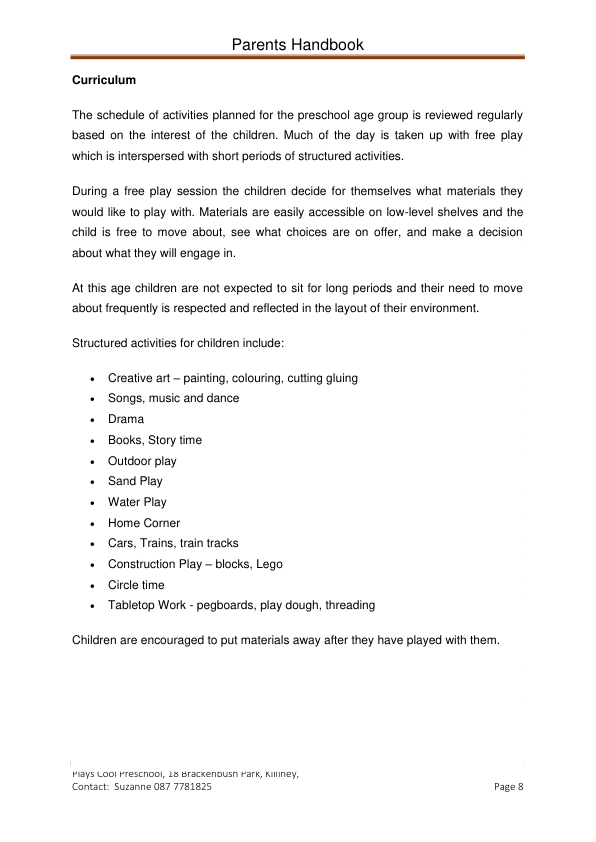 Parents Handbook
Curriculum
The schedule of activities planned for the preschool age group is reviewed regularly
based on the interest of the children. Much of the day is taken up with free play
which is interspersed with short periods of structured activities.
During a free play session the children decide for themselves what materials they
would like to play with. Materials are easily accessible on low-level shelves and the
child is free to move about, see what choices are on offer, and make a decision
about what they will engage in.
At this age children are not expected to sit for long periods and their need to move
about frequently is respected and reflected in the layout of their environment.
Structured activities for children include:
• Creative art – painting, colouring, cutting gluing
• Songs, music and dance
• Drama
• Books, Story time
• Outdoor play
• Sand Play
• Water Play
• Home Corner
• Cars, Trains, train tracks
• Construction Play – blocks, Lego
• Circle time
• Tabletop Work - pegboards, play dough, threading
Children are encouraged to put materials away after they have played with them.
Plays Cool Preschool, 18 Brackenbush Park, Killiney,
Contact: Suzanne 087 7781825
Page 8